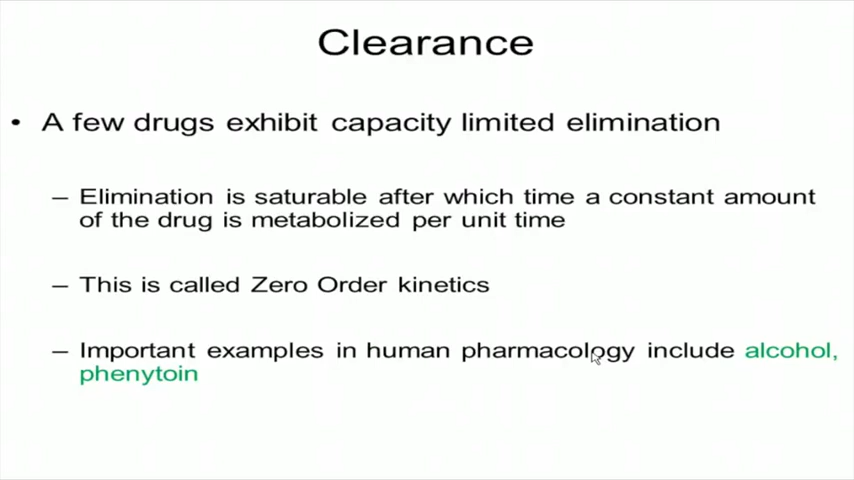 Clearance
• A few drugs exhibit capacity limited elimination
– Elimination is saturable after which time a constant amount
of the drug is metabolized per unit time
– This is called Zero Order kinetics
– Important examples in human pharmacology include alcohol,
phenytoin